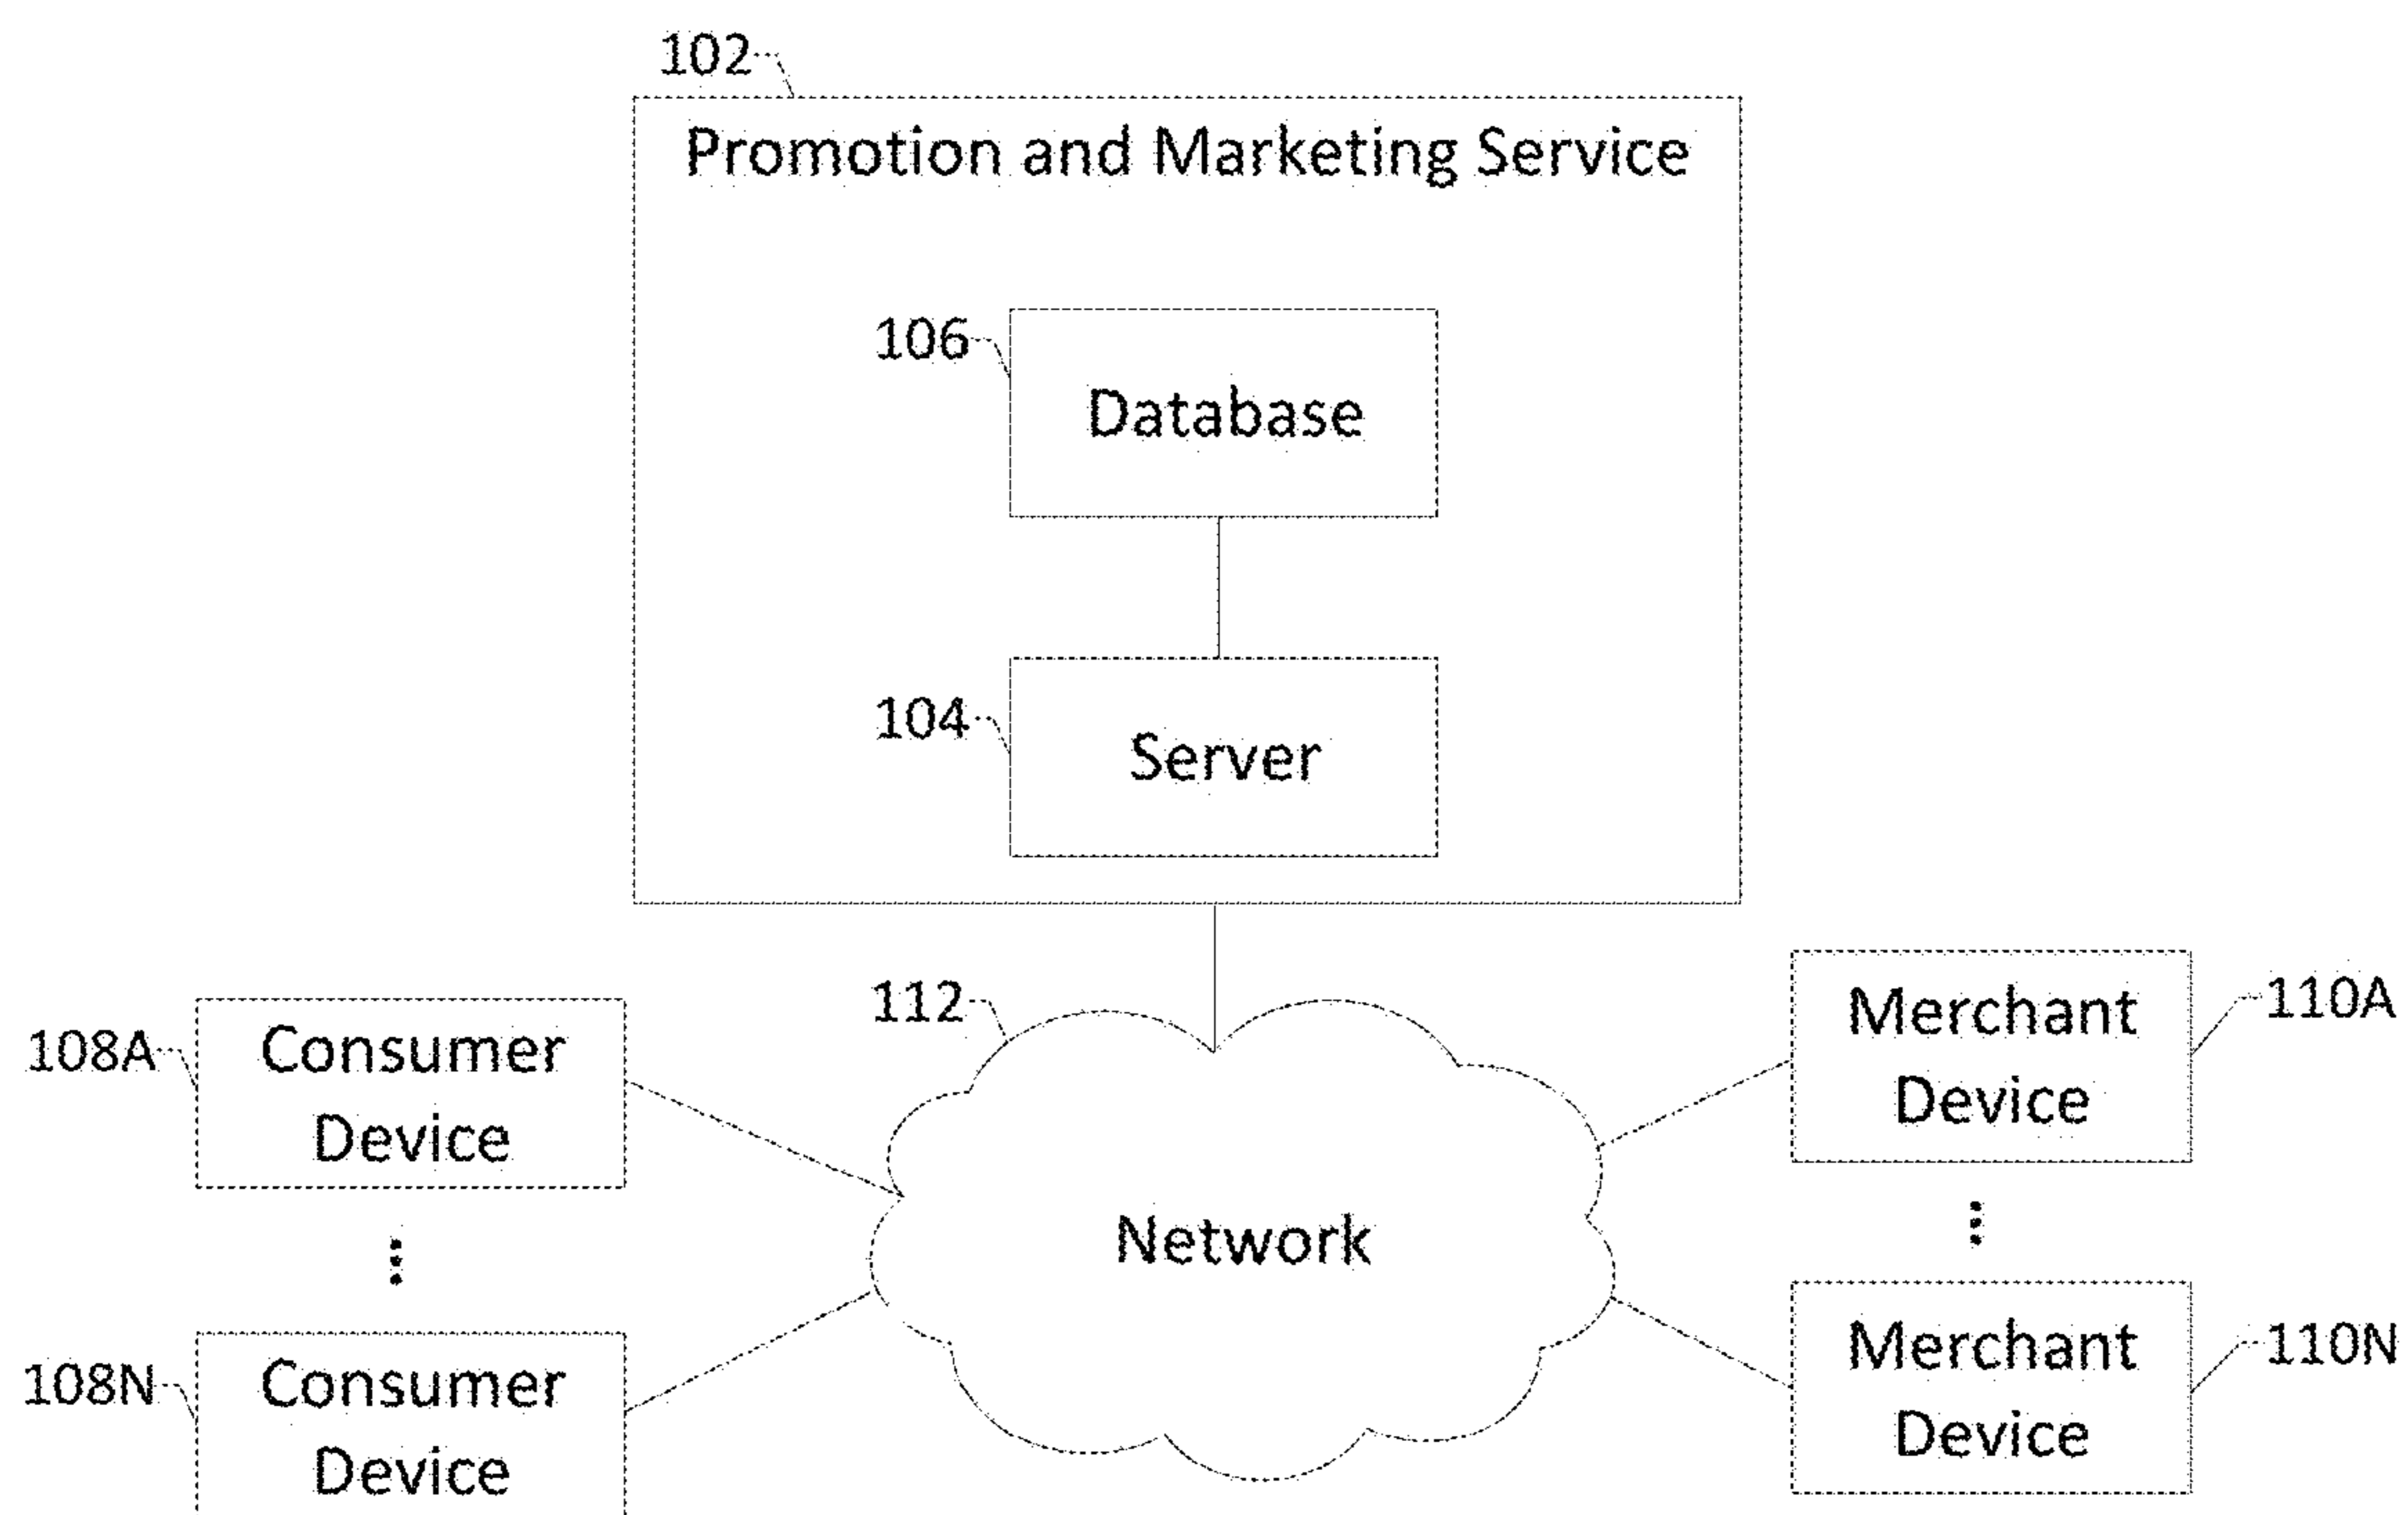 102
Promotion and Marketing Service
106
Database
104
Server
112
Network
108A
Consumer
Device
108N
Consumer
Device
Merchant
Device
110A
Merchant
Device
110N